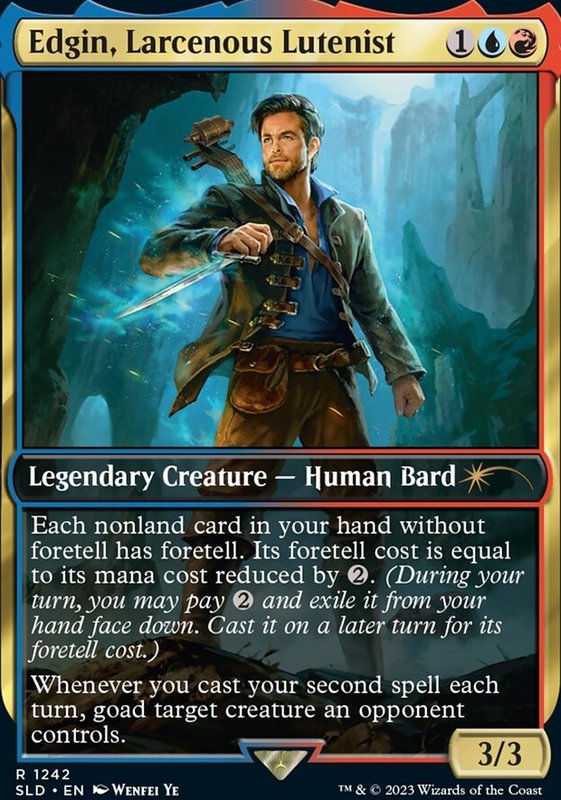 Edgin, Larcenous Lutenist 1
Legendary Creature — Human Bard
Each nonland card in your hand without
foretell has foretell. Its foretell cost is equal
to its mana cost reduced by 2. (During your
turn, you may pay 2 and exile it from your
hand face down. Cast it on a later turn for its
foretell cost.)
Whenever you cast your second spell each
turn, goad target creature an opponent
controls.
3/3
R 1242
SLD • EN Wenfei Ye
™ & © 2023 Wizards of the Coast